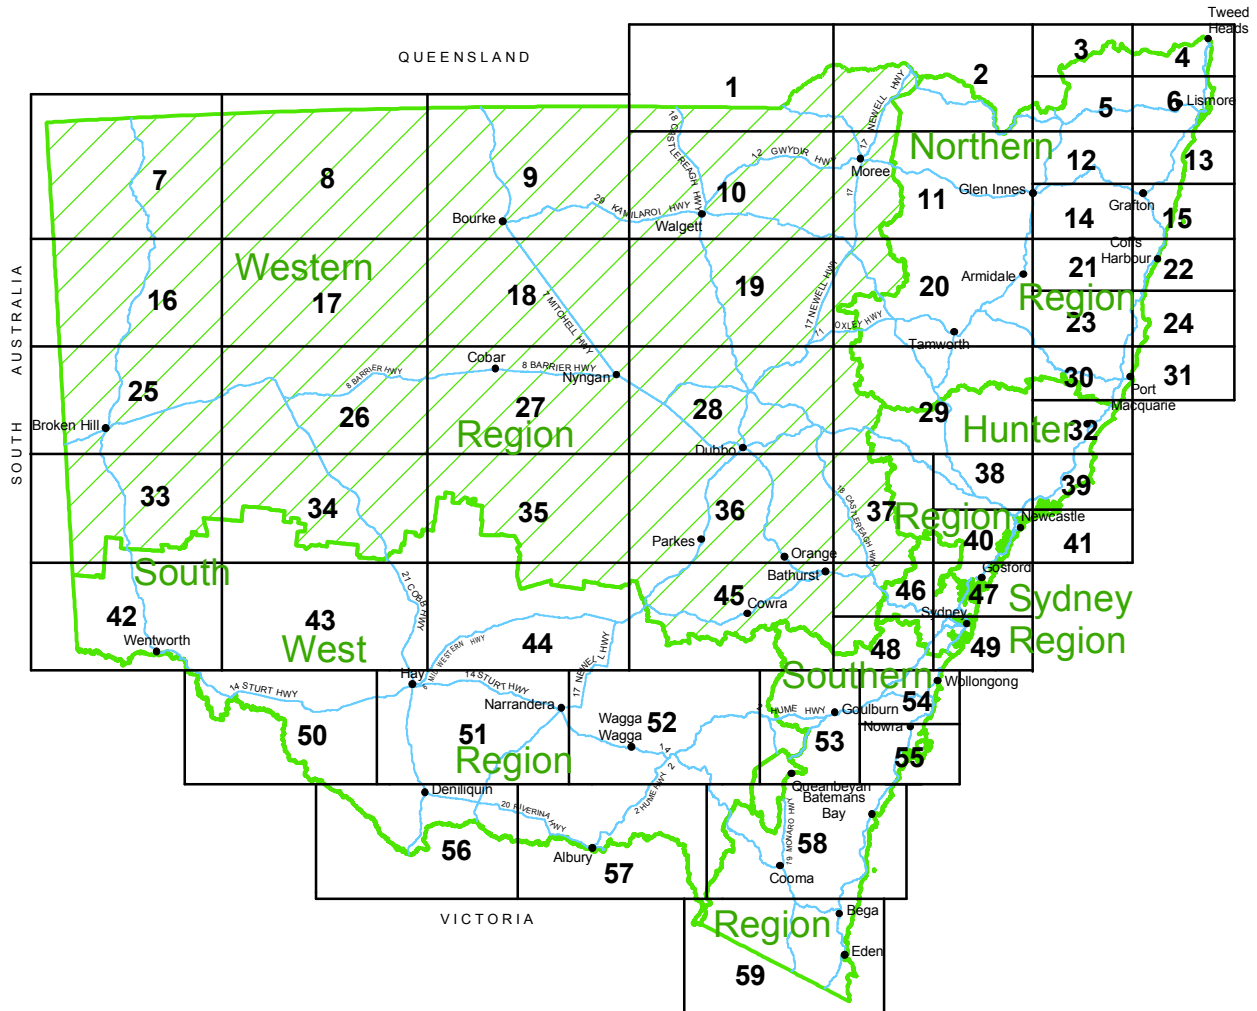 Tweed
Heads
QUEENSLAND
1
2
3
4
5
6
Lismore
7
8
9
10
11
12
13
14
15
Northern
18 CASTLEREAGH HWY
12 GWYDIR HWY
17 NEWELL HWY
17
Moree
Glen Innes
Grafton
29 KAMILAROI HWY
Bourke
Walgett
Western
16
17
18
19
20
21
22
23
24
Coffs
Harbour
Armidale
Region
7 MITCHELL HWY
17 NEWELL HWY
11 OXLEY HWY
Tamworth
SOUTH AUSTRALIA
25
26
27
28
29
30
31
32
Cobar
8 BARRIER HWY
8 BARRIER HWY
Nyngan
Port
Macquarie
Broken Hill
Region
Dubbo
Hunter
33
34
35
36
37
38
39
40
41
18 CASTLEREAGH HWY
Region
Newcastle
Parkes
Orange
Bathurst
Gosford
South
42
43
44
45
46
47
48
49
21 COBB HWY
Cowra
Sydney
Sydney
Region
Wentworth
West
6 MID WESTERN HWY
17 NEWELL HWY
Hay
14 STURT HWY
14 STURT HWY
Southern
Wollongong
50
51
52
53
54
55
Narrandera
Wagga
Wagga
2 HUME HWY
Goulburn
Nowra
Region
14
2
2 HUME HWY
Queanbeyan
Batemans
Bay
Deniliquin
20 RIVERINA HWY
19 MONARO HWY
56
57
58
Albury
Cooma
VICTORIA
Bega
Region
Eden
59